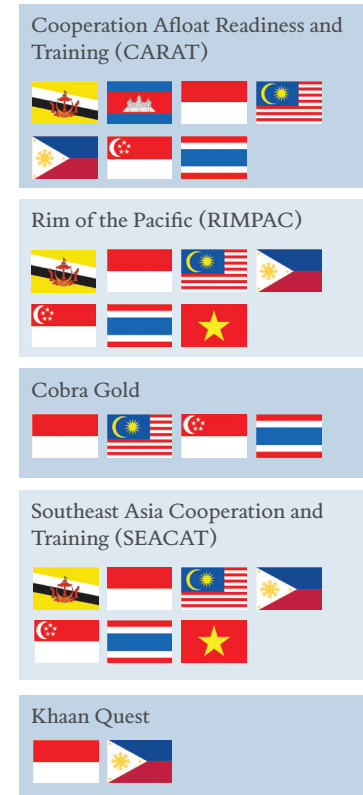 Cooperation Afloat Readiness and
Training (CARAT)
Rim of the Pacific (RIMPAC)
Cobra Gold
Southeast Asia Cooperation and
Training (SEACAT)
Khaan Quest